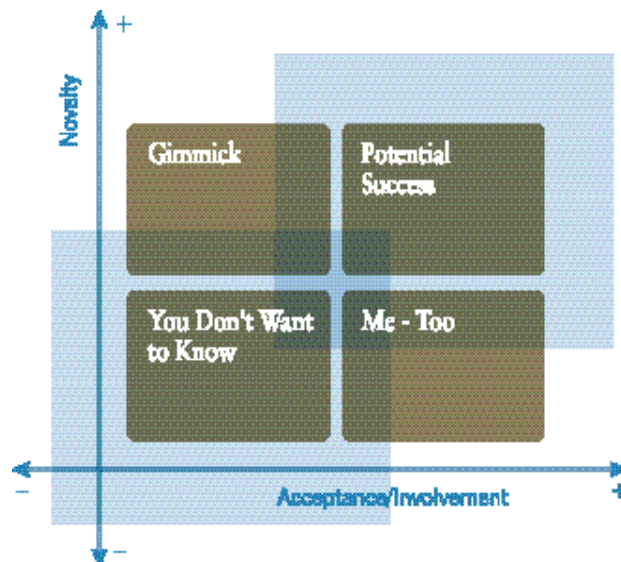 +
Novelty
Gimmick
Potential
Success
You Don't Want
to Know
Me - Too
− +
Acceptance/Involvement
−